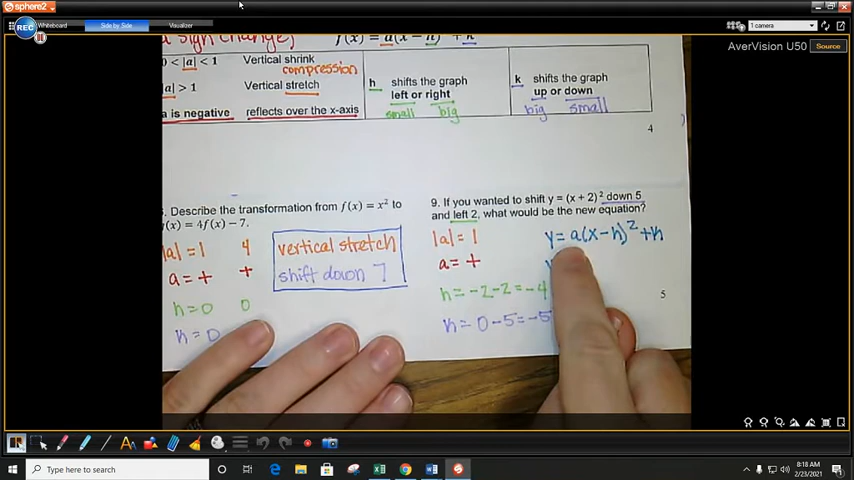 sphere2
REC
Whiteboard
Side by Side
Visualizer
1 camera
AverVision U50
Source
a sign change) f(x) = a(x - h) + k
0 < |a| < 1 Vertical shrink
compression
|a| > 1 Vertical stretch
a is negative reflects over the x-axis
h shifts the graph
left or right
small big
k shifts the graph
up or down
big small
4
. Describe the transformation from f(x) = x² to
g(x) = 4f(x) − 7.
|a| = 1 4
a = + +
h = 0 0
k = 0
vertical stretch
shift down 7
9. If you wanted to shift y = (x + 2)² down 5
and left 2, what would be the new equation?
|a| = 1
a = +
h = -2-2 = -4
k = 0-5 = -5
y = a(x-h)² + k
y
5
Type here to search
8:18 AM
2/23/2021